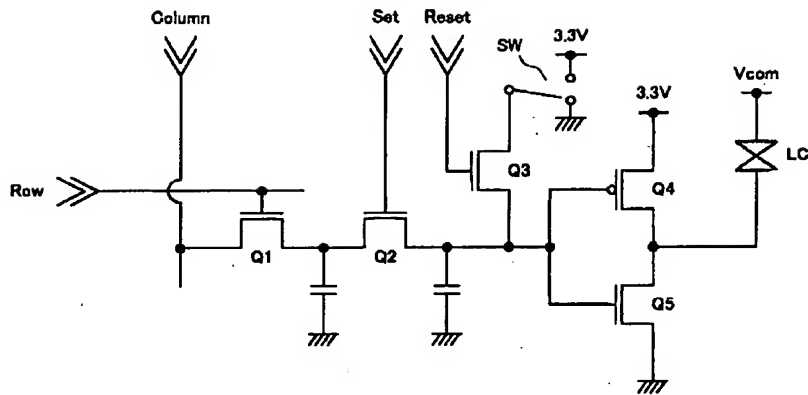 Column
Set
Reset
SW
3.3V
3.3V
Vcom
LC
Q3
Q4
Row
Q1
Q2
Q5